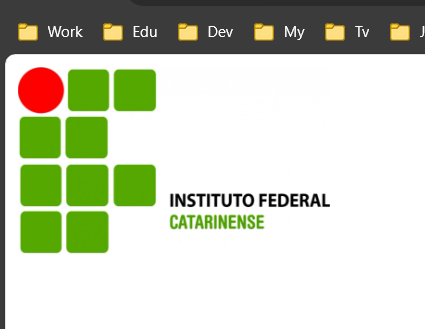 Work Edu Dev My Tv
INSTITUTO FEDERAL
CATARINENSE